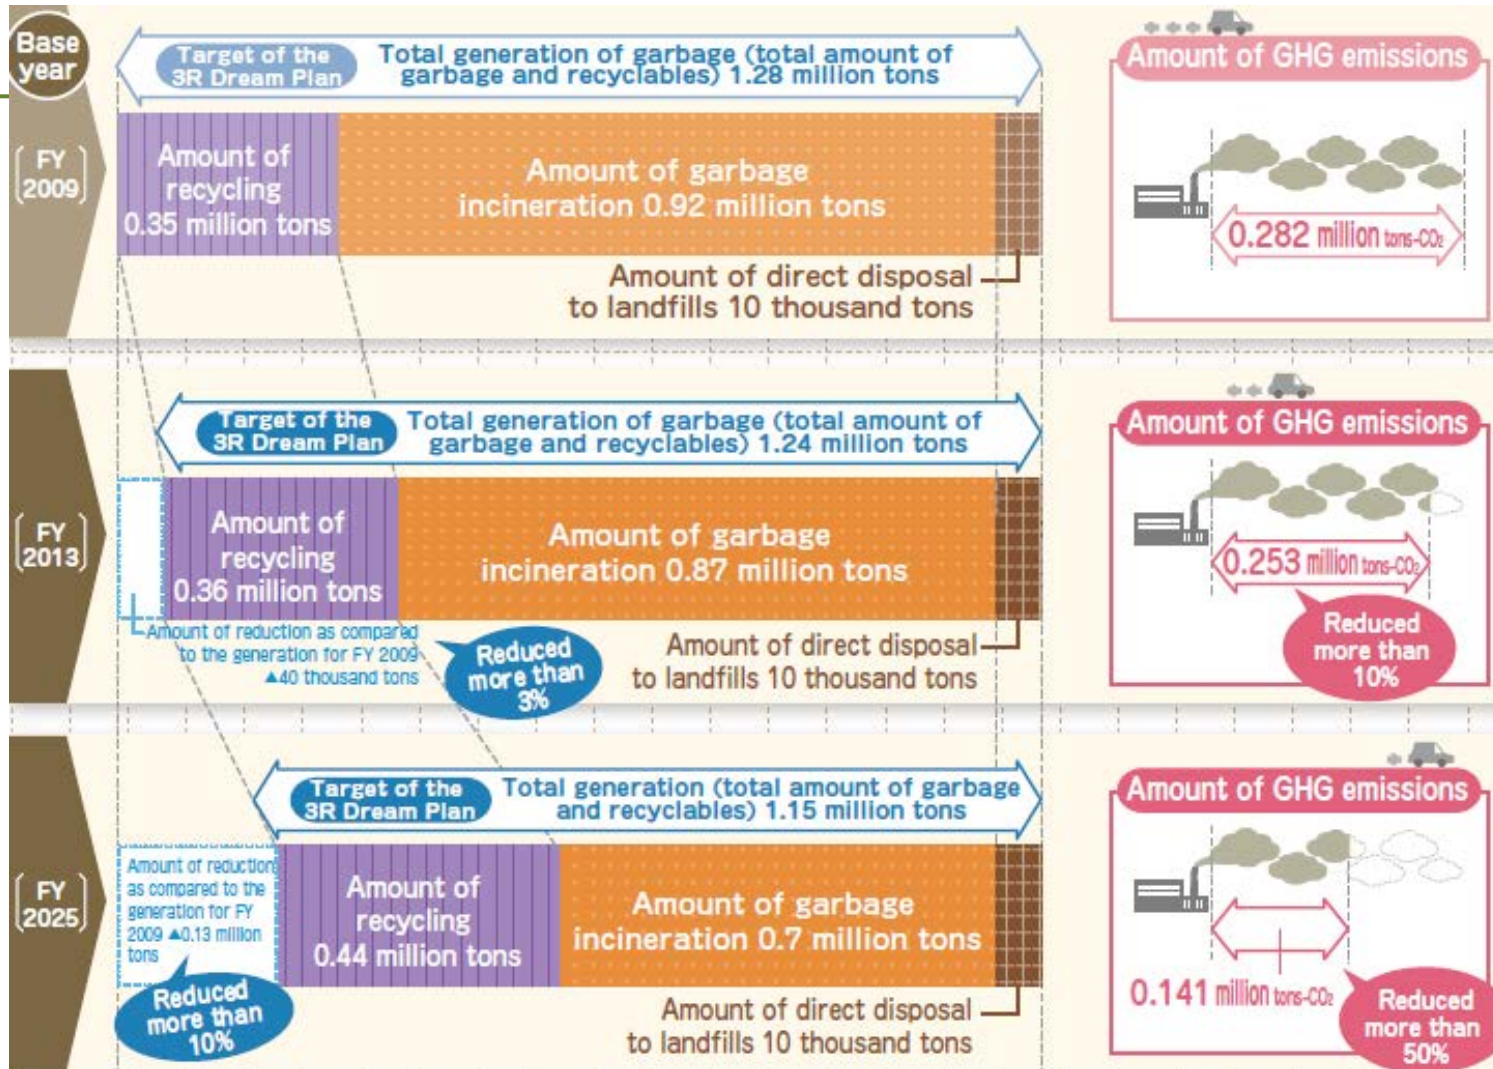 Base
year
Target of the
3R Dream Plan
Total generation of garbage (total amount of
garbage and recyclables) 1.28 million tons
Amount of GHG emissions
FY
2009
Amount of
recycling
0.35 million tons
Amount of garbage
incineration 0.92 million tons
0.282 million tons-CO₂
Amount of direct disposal
to landfills 10 thousand tons
Target of the
3R Dream Plan
Total generation of garbage (total amount of
garbage and recyclables) 1.24 million tons
Amount of GHG emissions
FY
2013
Amount of
recycling
0.36 million tons
Amount of garbage
incineration 0.87 million tons
0.253 million tons-CO₂
Amount of reduction as compared
to the generation for FY 2009
▲40 thousand tons
Reduced
more than
3%
Amount of direct disposal
to landfills 10 thousand tons
Reduced
more than
10%
Target of the
3R Dream Plan
Total generation (total amount of garbage
and recyclables) 1.15 million tons
Amount of GHG emissions
FY
2025
Amount of reduction
as compared to the
generation for FY
2009 ▲0.13 million
tons
Reduced
more than
10%
Amount of
recycling
0.44 million tons
Amount of garbage
incineration 0.7 million tons
Amount of direct disposal
to landfills 10 thousand tons
0.141 million tons-CO₂
Reduced
more than
50%